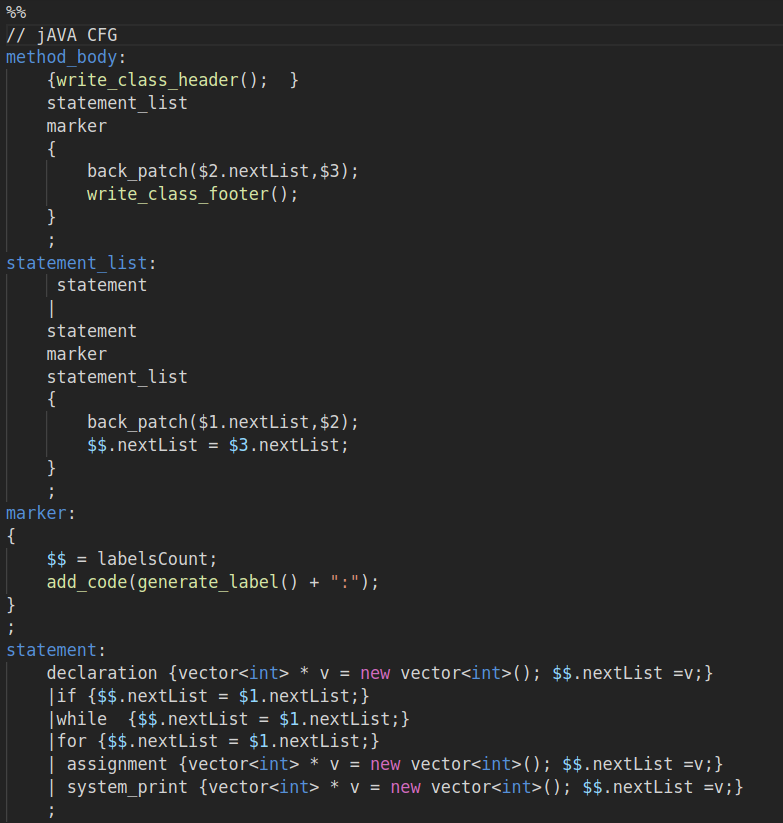 %%
// jAVA CFG
method_body:
    {write_class_header();  }
    statement_list
    marker
    {
        back_patch($2.nextList,$3);
        write_class_footer();
    }
    ;
statement_list:
     statement
    |
    statement
    marker
    statement_list
    {
        back_patch($1.nextList,$2);
        $$.nextList = $3.nextList;
    }
    ;
marker:
{
    $$ = labelsCount;
    add_code(generate_label() + ":");
}
;
statement:
    declaration {vector<int> * v = new vector<int>(); $$.nextList =v;}
    |if {$$.nextList = $1.nextList;}
    |while  {$$.nextList = $1.nextList;}
    |for {$$.nextList = $1.nextList;}
    | assignment {vector<int> * v = new vector<int>(); $$.nextList =v;}
    | system_print {vector<int> * v = new vector<int>(); $$.nextList =v;}
    ;